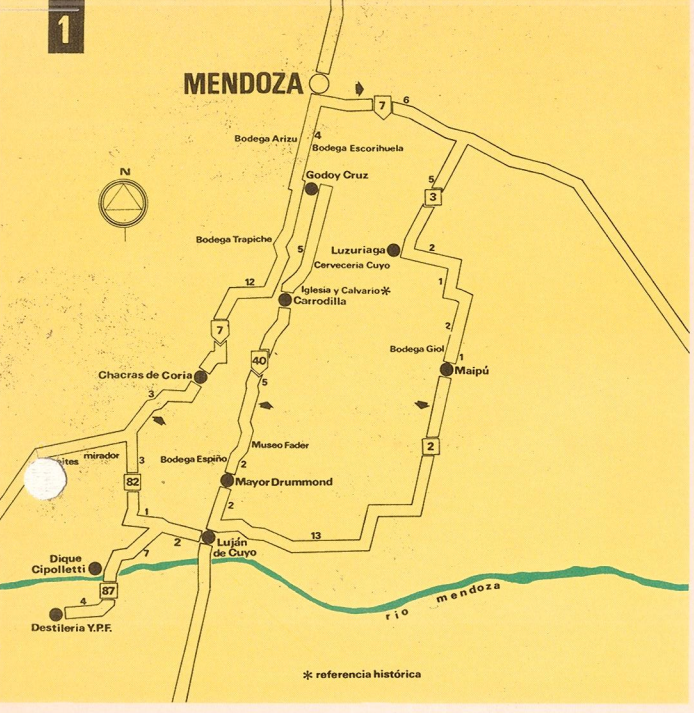 1
MENDOZA
7
6
4
Bodega Arizu
Bodega Escorihuela
Godoy Cruz
5
3
N
Bodega Trapiche
5
Luzuriaga
2
Cerveceria Cuyo
12
1
Iglesia y Calvario*
Carrodilla
7
2
40
Bodega Giol
1
Maipú
Chacras de Coria
5
3
2
Museo Fader
mirador
3
Bodega Espiño
2
82
Mayor Drummond
1
2
13
2
Luján
de Cuyo
7
Dique
Cipolletti
87
4
Destileria Y.P.F.
rio mendoza
* referencia histórica